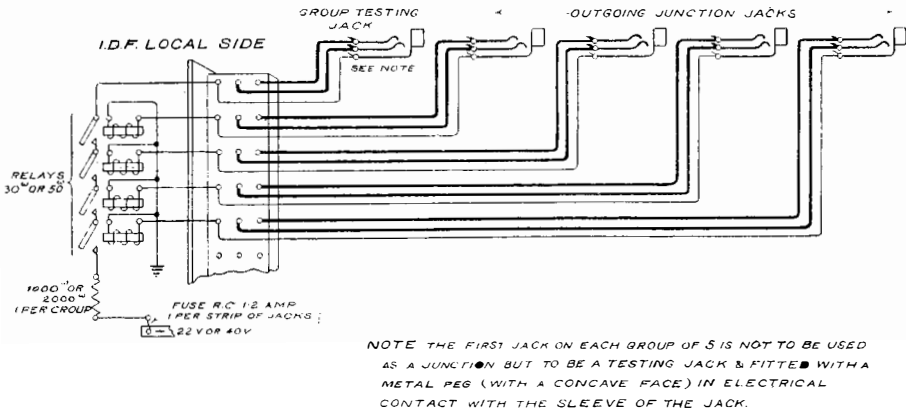 GROUP TESTING
JACK
OUTGOING JUNCTION JACKS
I.D.F. LOCAL SIDE
SEE NOTE
RELAYS
30ω OR 50ω
1000ω OR
2000ω
1 PER GROUP
FUSE R.C 1·2 AMP
1 PER STRIP OF JACKS
22 V OR 40 V
NOTE THE FIRST JACK ON EACH GROUP OF 5 IS NOT TO BE USED
AS A JUNCTION BUT TO BE A TESTING JACK & FITTED WITH A
METAL PEG (WITH A CONCAVE FACE) IN ELECTRICAL
CONTACT WITH THE SLEEVE OF THE JACK.